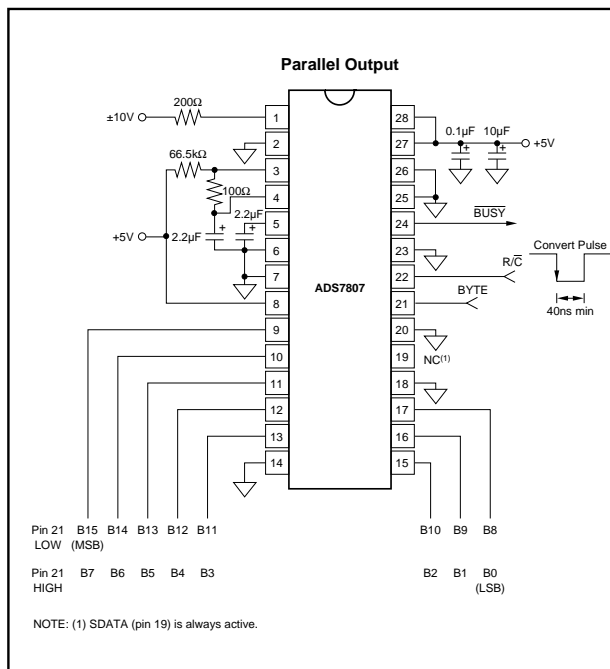 Parallel Output
200Ω
±10V
66.5kΩ
100Ω
2.2µF
2.2µF
+5V
1
2
3
4
5
6
7
8
9
10
11
12
13
14
ADS7807
28
27
26
25
24
23
22
21
20
19
18
17
16
15
0.1µF
10µF
+5V
BUSY
Convert Pulse
R/C
BYTE
40ns min
NC(1)
+
+
+
+
Pin 21 B15 B14 B13 B12 B11 B10 B9 B8
LOW (MSB)
Pin 21 B7 B6 B5 B4 B3 B2 B1 B0
HIGH (LSB)
NOTE: (1) SDATA (pin 19) is always active.